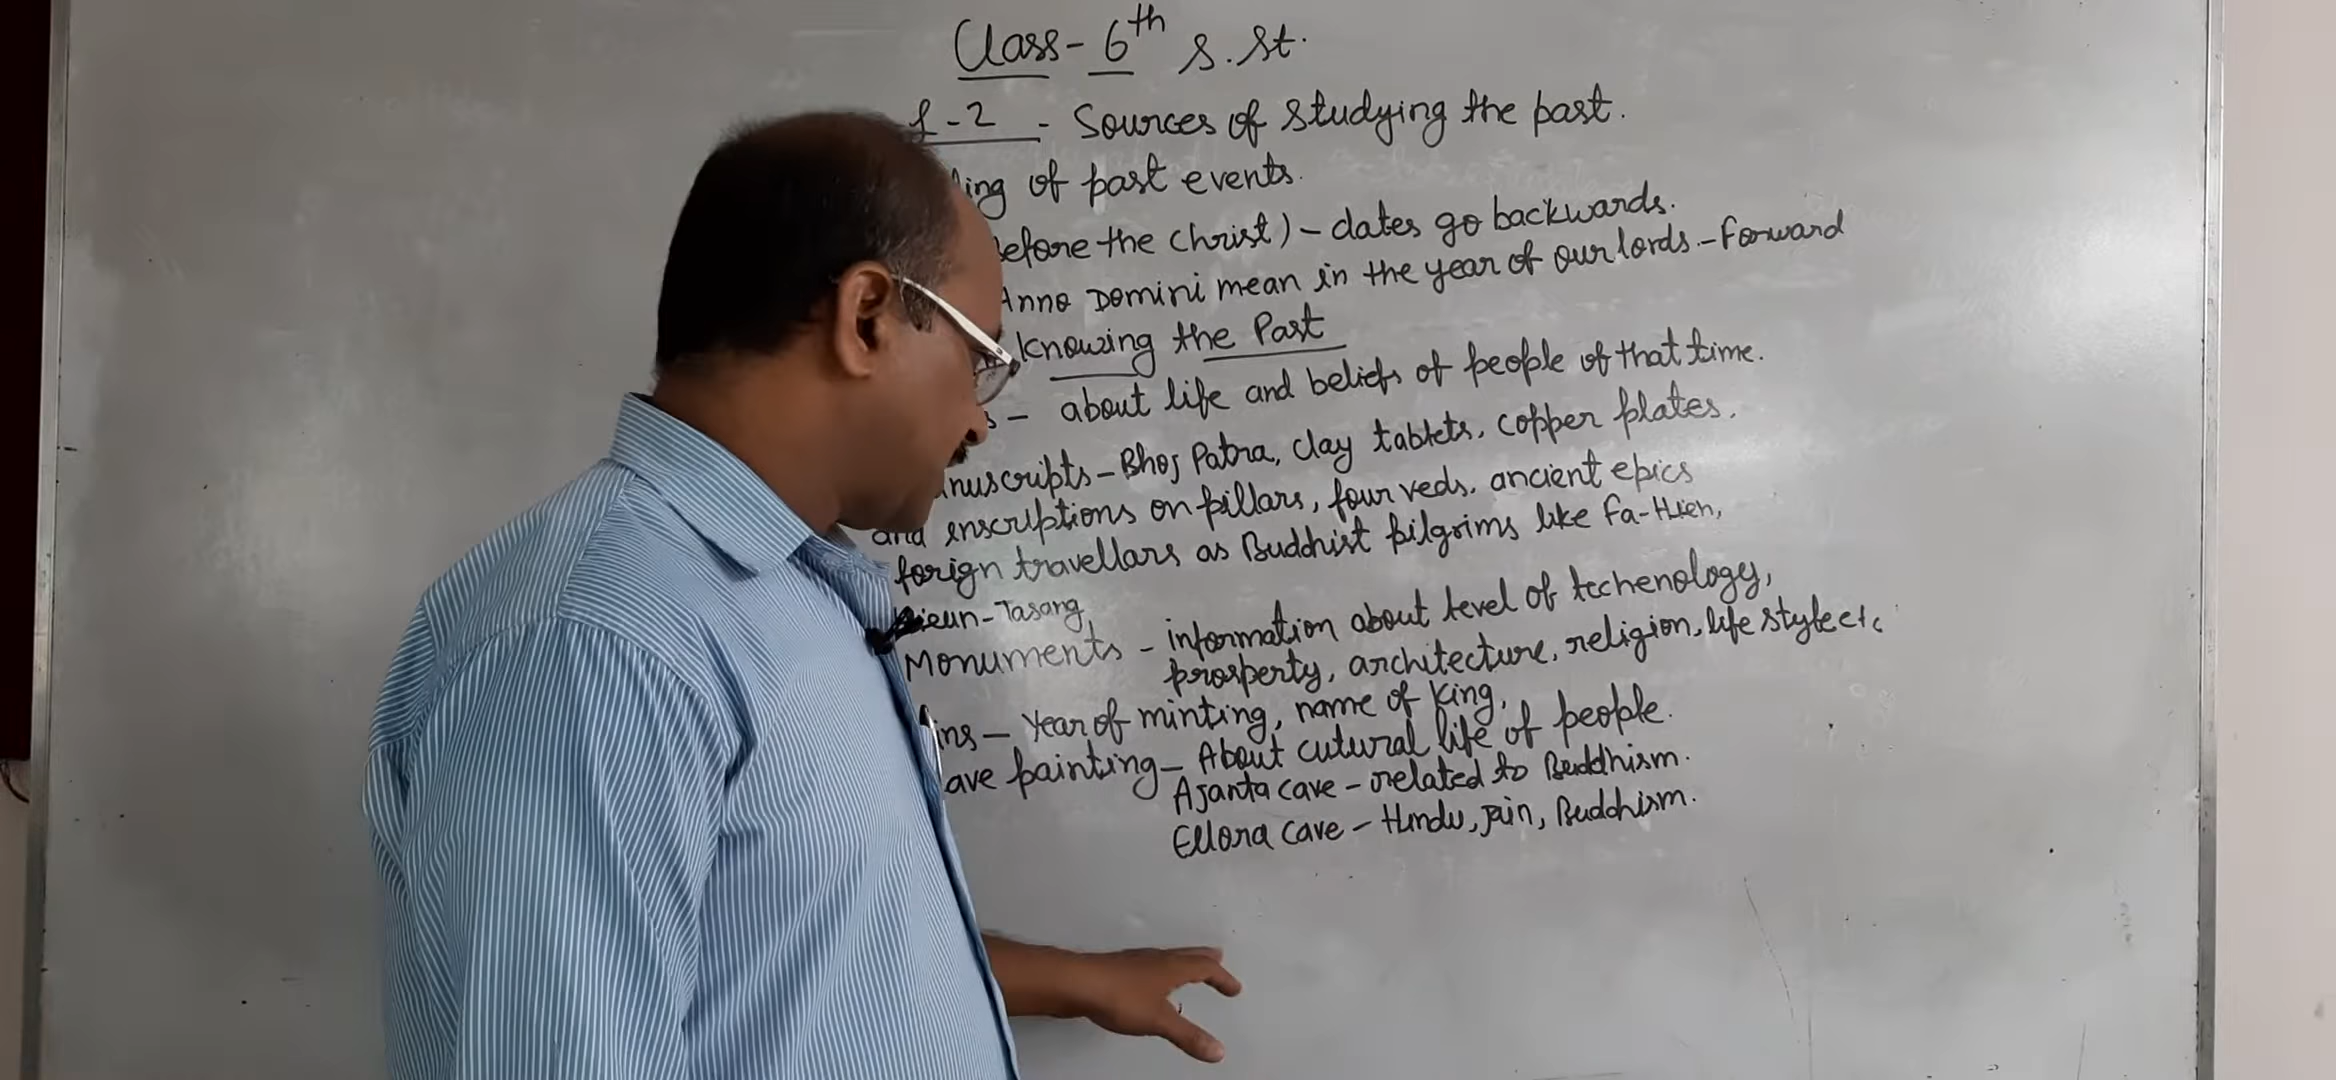 Class - 6th S. St.
L-2 - Sources of studying the past.
ling of past events.
efore the christ) - dates go backwards.
Anno Domini mean in the year of our lords. - Forward
knowing the Past
s - about life and beliefs of people of that time.
nuscripts - Bhoj Patra, clay tablets, copper plates.
and enscriptions on pillars, four veds, ancient epics
forign travellars as Buddhist pilgrims like Fa-Hien,
ieun-Tasang
Monuments - information about level of techenology,
prosperty, architecture, religion, life style etc
ins - Year of minting, name of King,
ave painting - About cutural life of people.
Ajanta cave - related to Buddhism.
Ellora cave - Hindu, Jain, Buddhism.